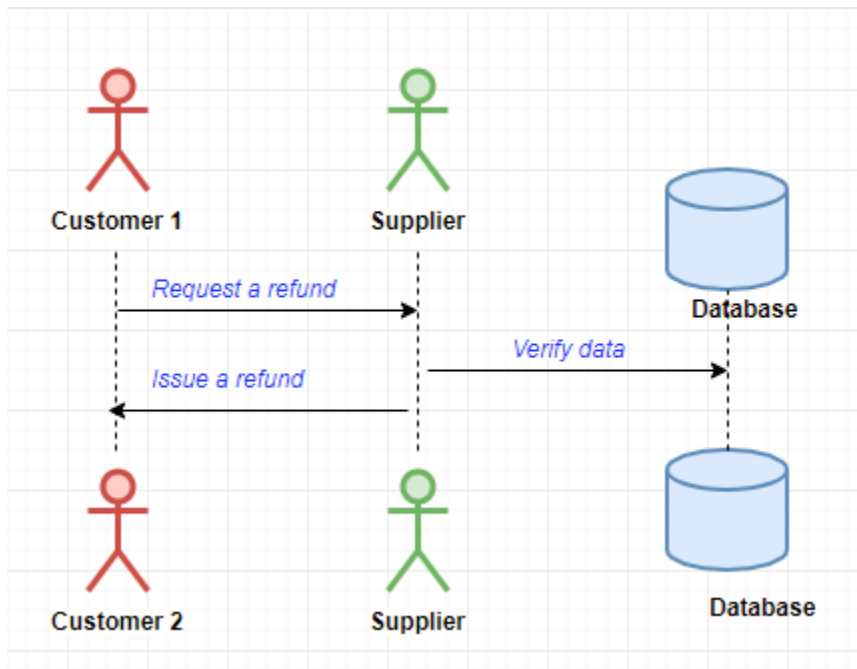 Customer 1
Supplier
Request a refund
Database
Verify data
Issue a refund
Customer 2
Supplier
Database